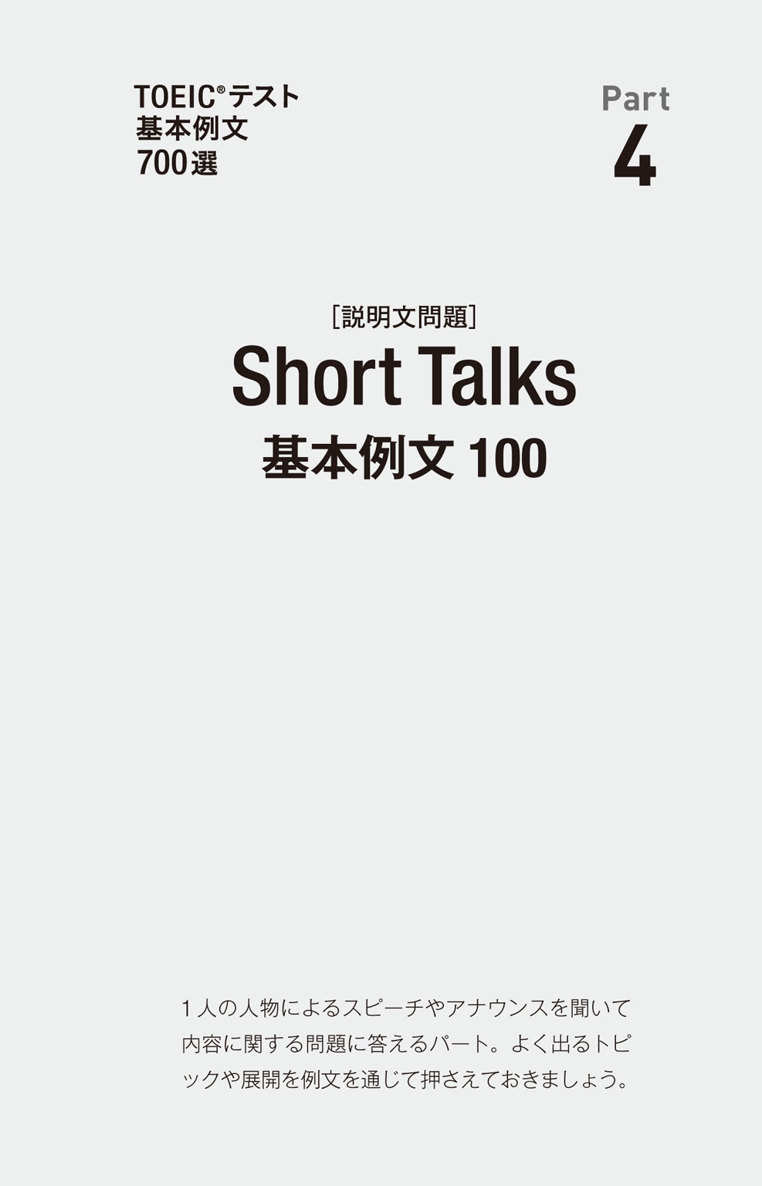 TOEIC®テスト
基本例文
700選
Part
4
［説明文問題］
Short Talks
基本例文 100
1人の人物によるスピーチやアナウンスを聞いて
内容に関する問題に答えるパート。よく出るトピ
ックや展開を例文を通じて押さえておきましょう。